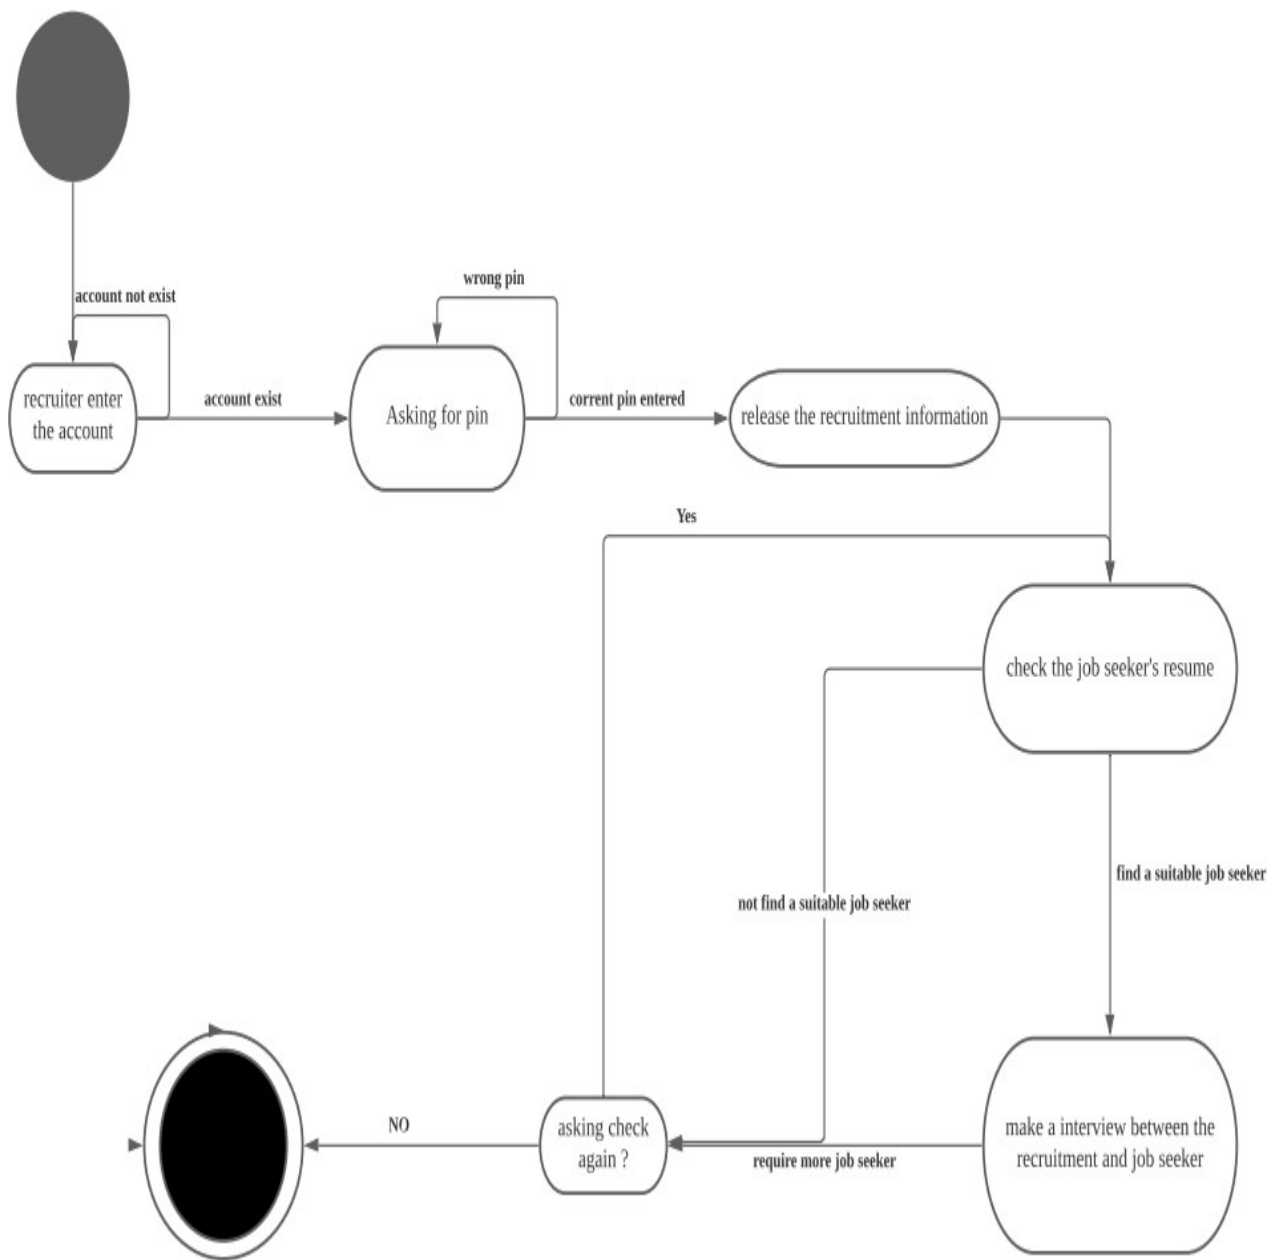 wrong pin
account not exist
recruiter enter
the account
account exist
Asking for pin
corrent pin entered
release the recruitment information
Yes
check the job seeker's resume
find a suitable job seeker
not find a suitable job seeker
NO
asking check
again ?
require more job seeker
make a interview between the
recruitment and job seeker